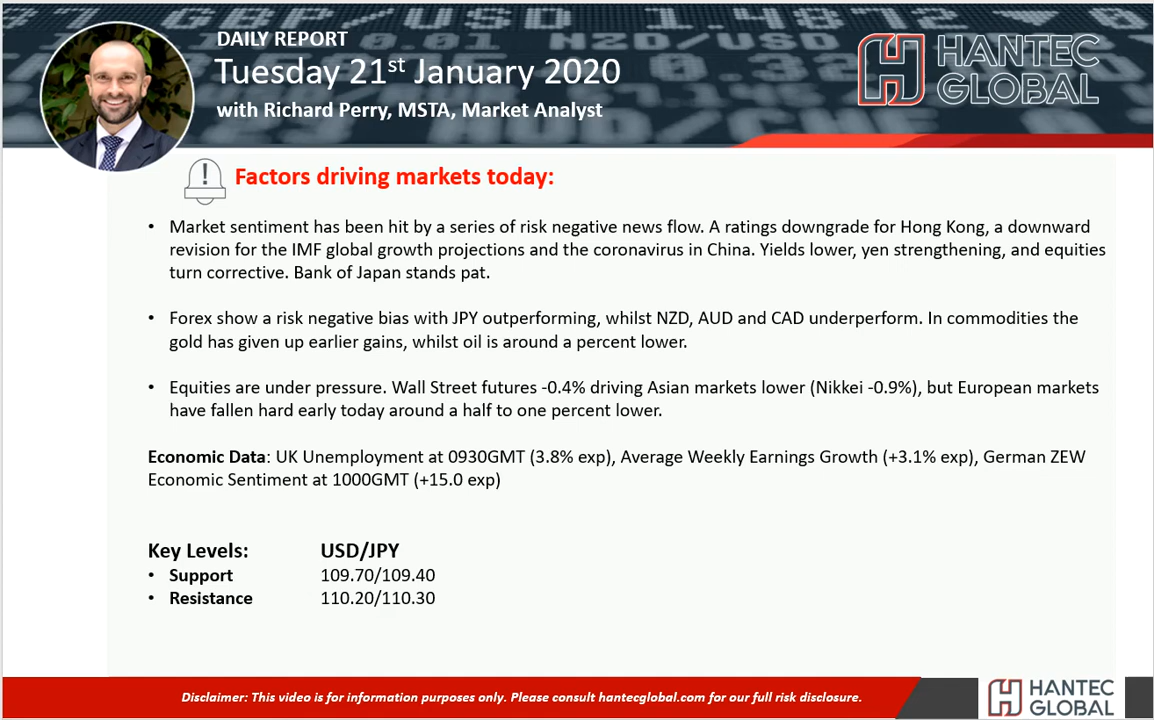 GBP/USD 1.4875
0.01 NZD/USD
DAILY REPORT
Tuesday 21st January 2020
with Richard Perry, MSTA, Market Analyst
HANTEC
GLOBAL
Factors driving markets today:
• Market sentiment has been hit by a series of risk negative news flow. A ratings downgrade for Hong Kong, a downward
revision for the IMF global growth projections and the coronavirus in China. Yields lower, yen strengthening, and equities
turn corrective. Bank of Japan stands pat.
• Forex show a risk negative bias with JPY outperforming, whilst NZD, AUD and CAD underperform. In commodities the
gold has given up earlier gains, whilst oil is around a percent lower.
• Equities are under pressure. Wall Street futures -0.4% driving Asian markets lower (Nikkei -0.9%), but European markets
have fallen hard early today around a half to one percent lower.
Economic Data: UK Unemployment at 0930GMT (3.8% exp), Average Weekly Earnings Growth (+3.1% exp), German ZEW
Economic Sentiment at 1000GMT (+15.0 exp)
Key Levels: USD/JPY
• Support 109.70/109.40
• Resistance 110.20/110.30
Disclaimer: This video is for information purposes only. Please consult hantecglobal.com for our full risk disclosure.
HANTEC
GLOBAL